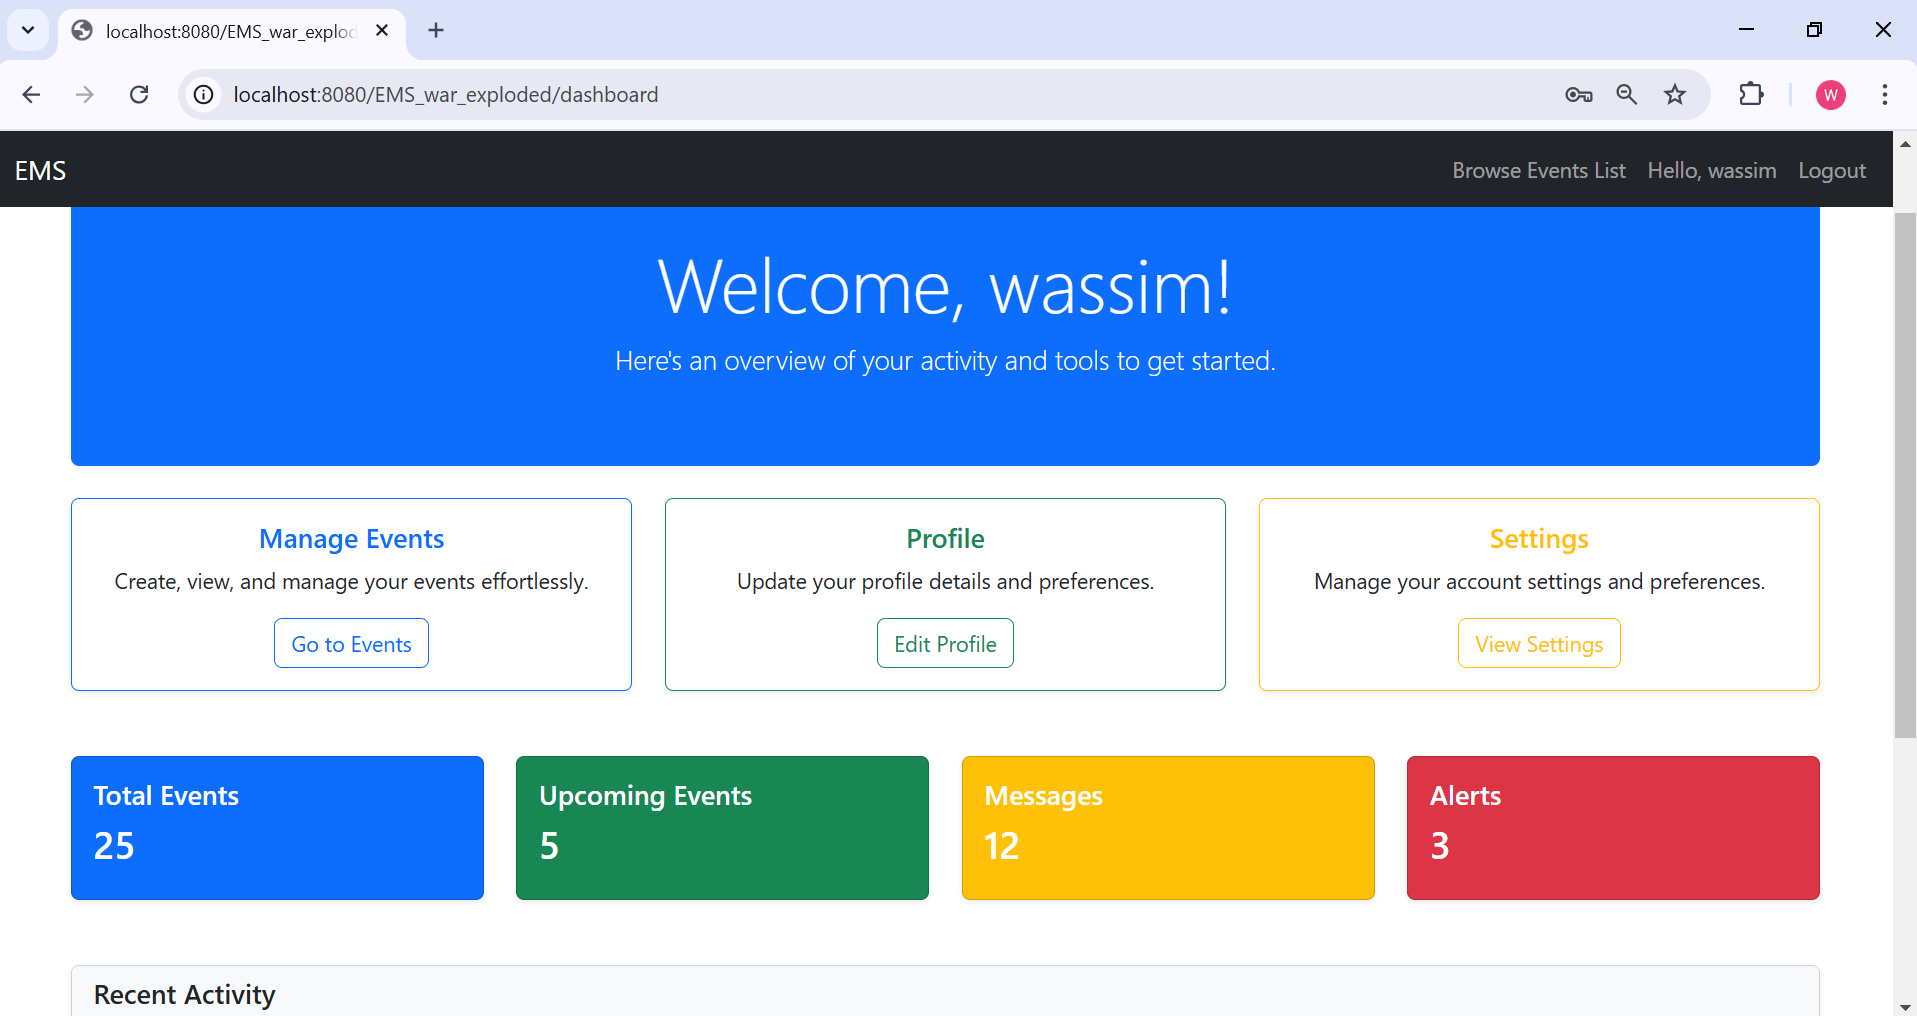 localhost:8080/EMS_war_explod
localhost:8080/EMS_war_exploded/dashboard
W
EMS
Browse Events List
Hello, wassim
Logout
Welcome, wassim!
Here's an overview of your activity and tools to get started.
Manage Events
Create, view, and manage your events effortlessly.
Go to Events
Profile
Update your profile details and preferences.
Edit Profile
Settings
Manage your account settings and preferences.
View Settings
Total Events
25
Upcoming Events
5
Messages
12
Alerts
3
Recent Activity